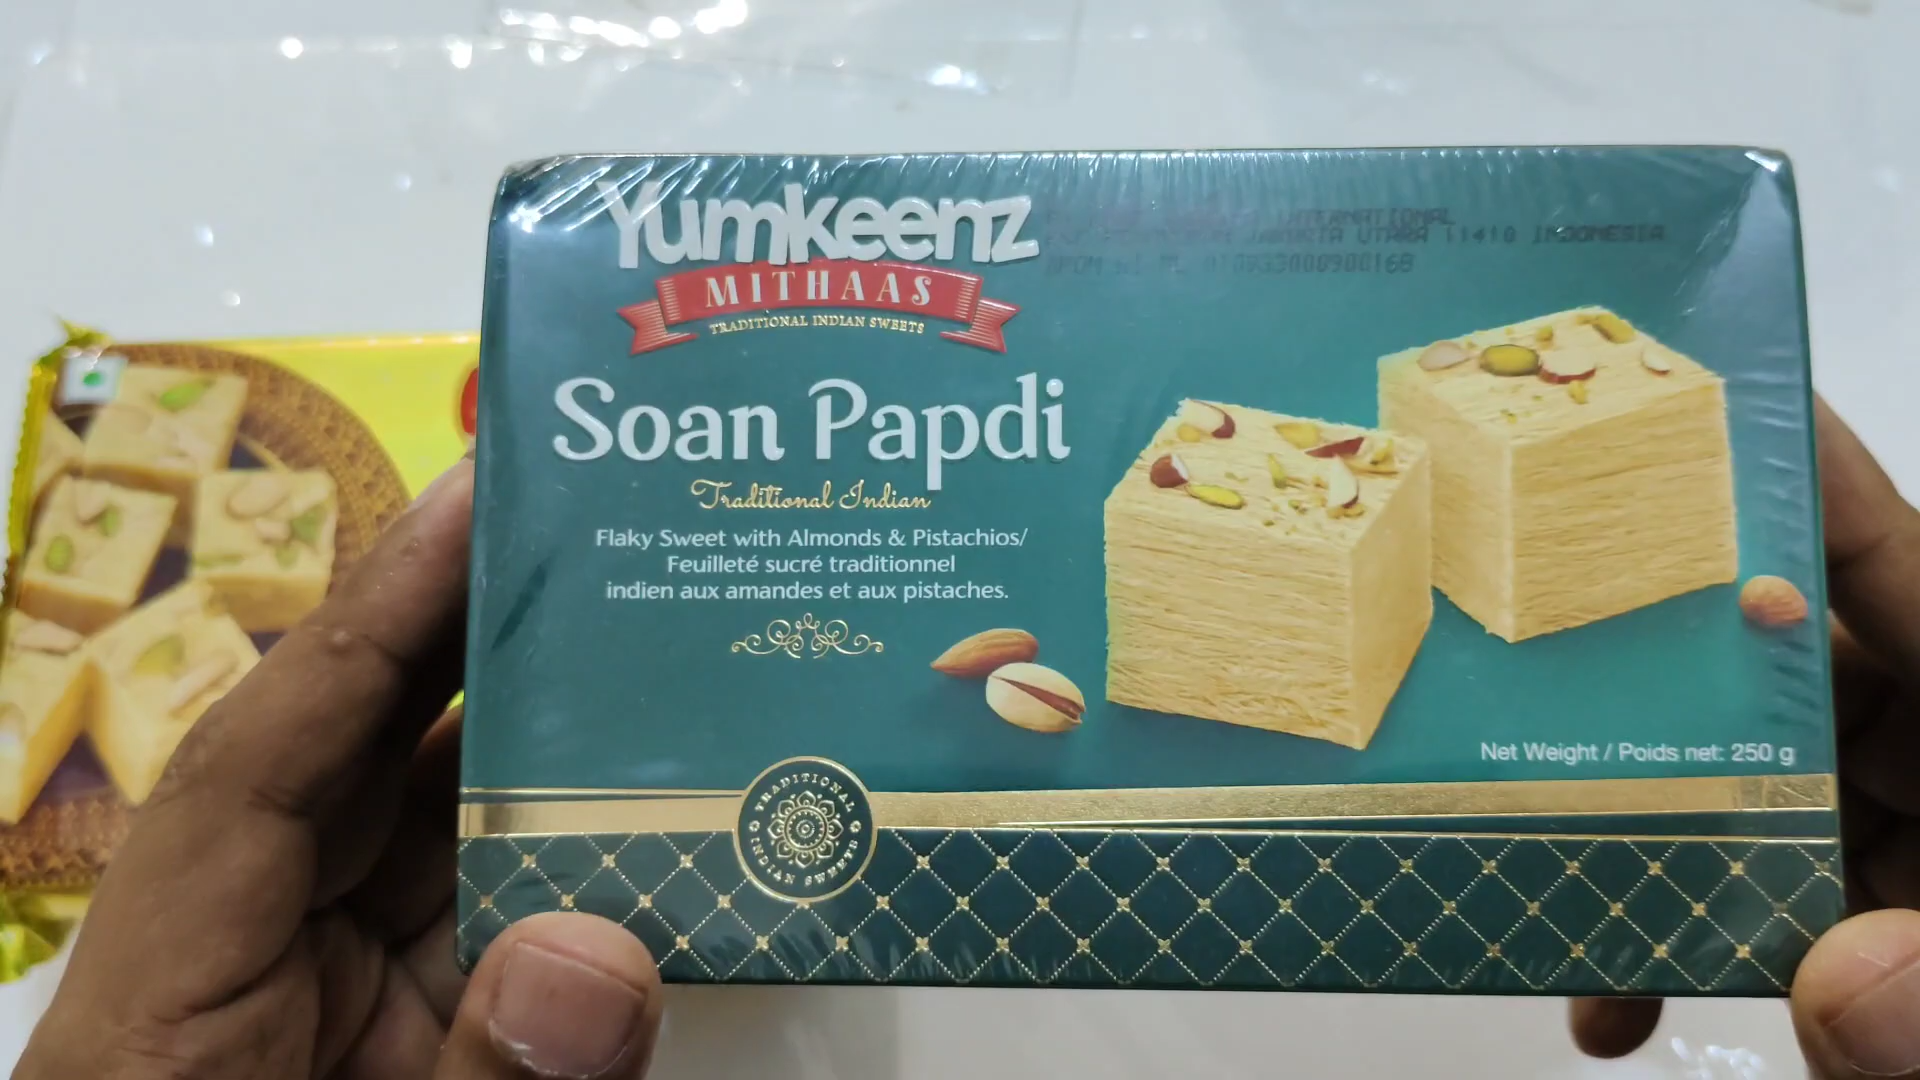 Yumkeenz
MITHAAS
TRADITIONAL INDIAN SWEETS
INTERNATIONAL
JAKARTA UTARA 11410 INDONESIA
Soan Papdi
Traditional Indian
Flaky Sweet with Almonds & Pistachios/
Feuilleté sucré traditionnel
indien aux amandes et aux pistaches.
Net Weight / Poids net: 250 g
TRADITIONAL
INDIAN SWEETS